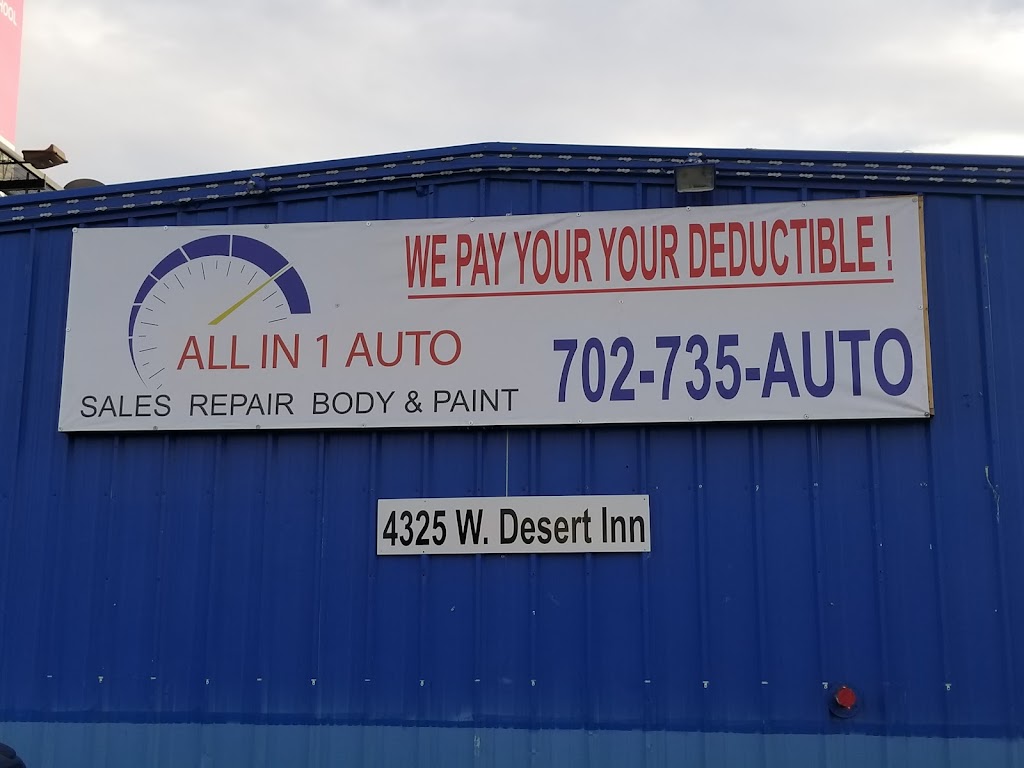 HOOL
WE PAY YOUR YOUR DEDUCTIBLE !
ALL IN 1 AUTO
702-735-AUTO
SALES REPAIR BODY & PAINT
4325 W. Desert Inn